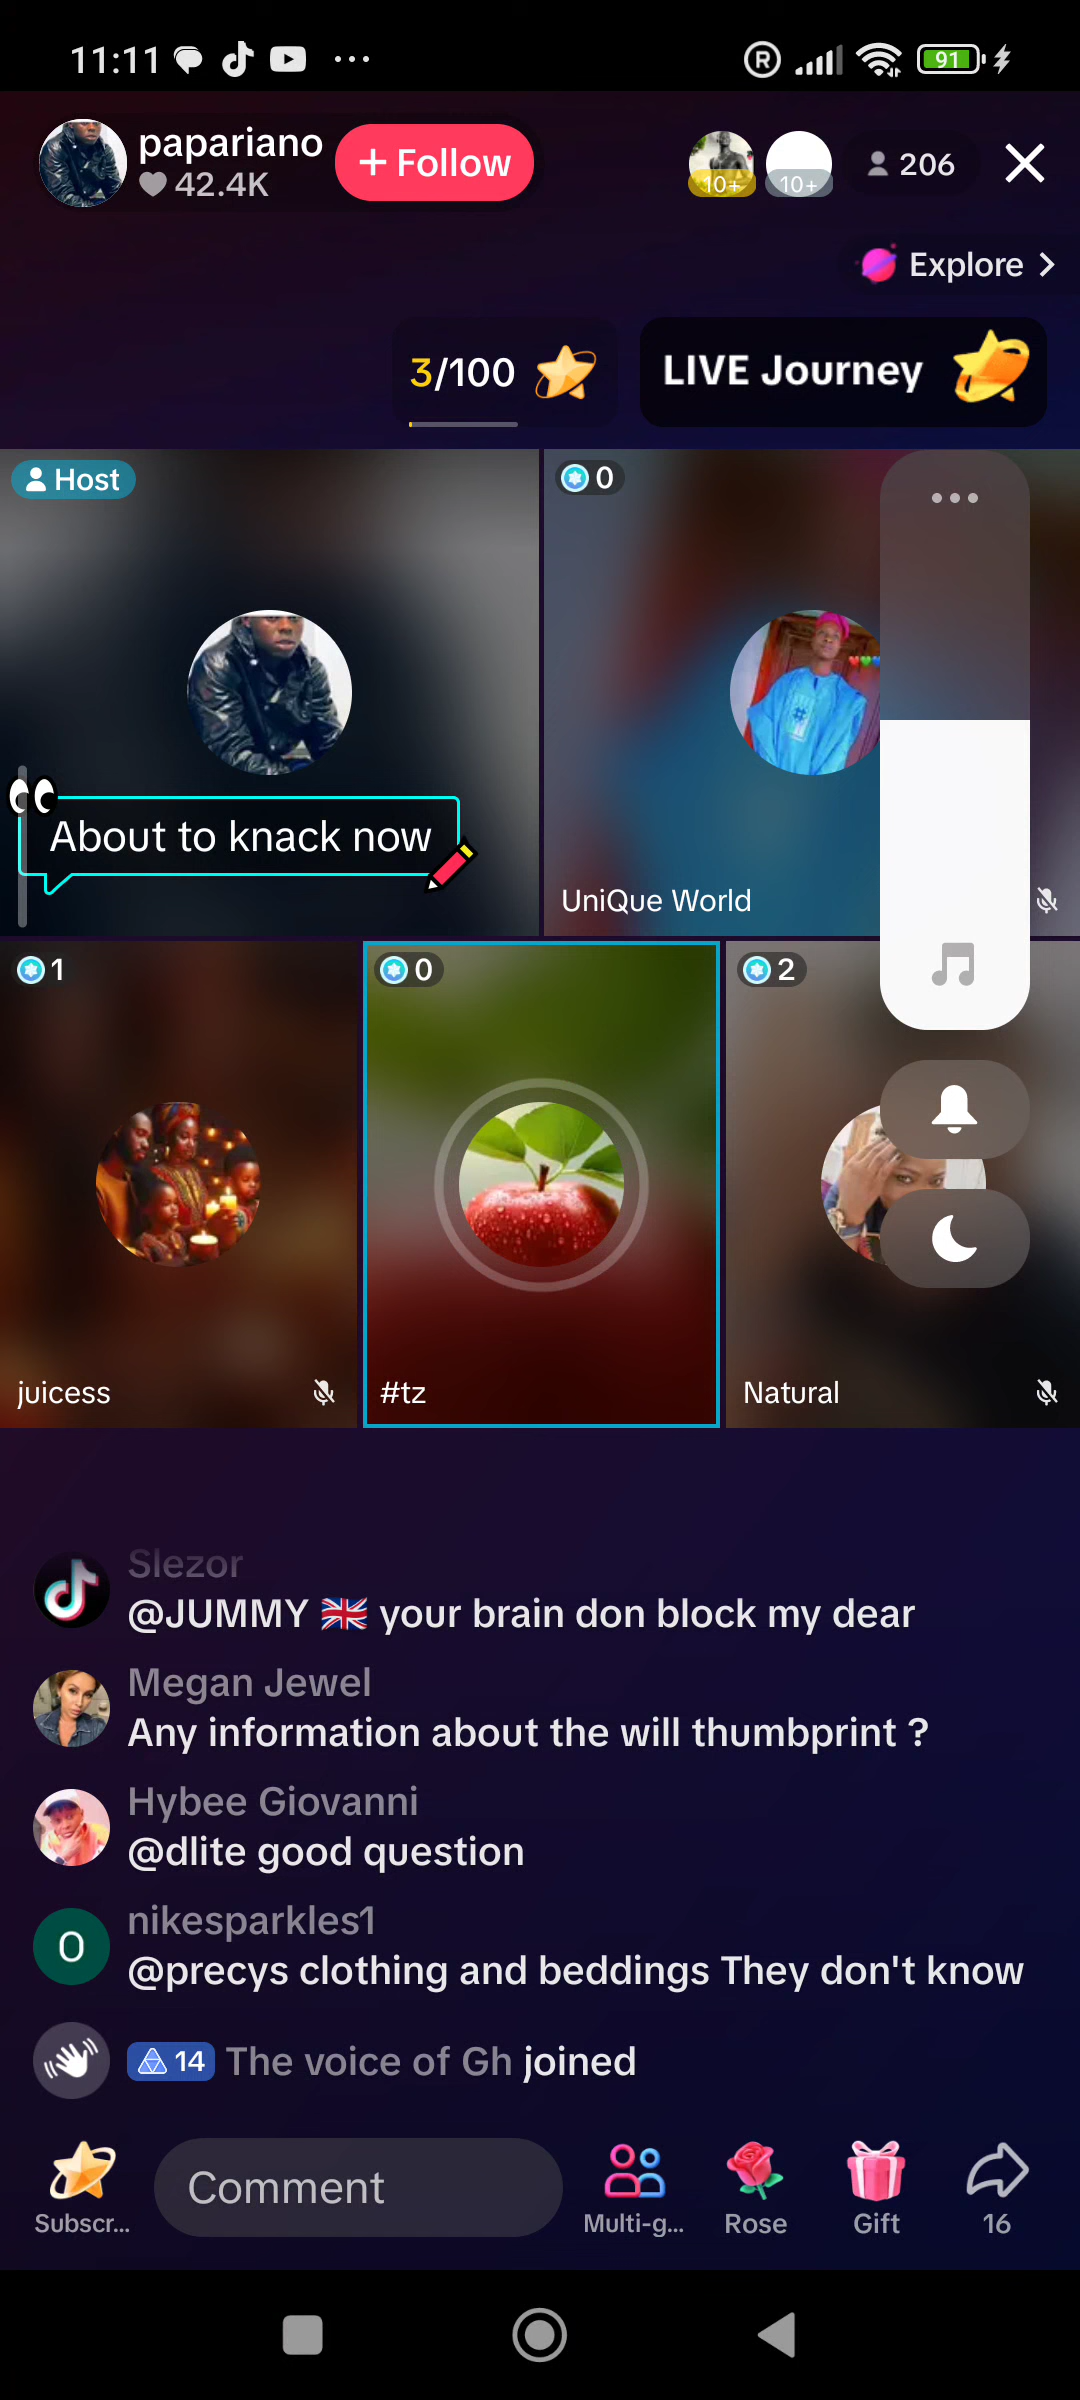 11:11
R
91
papariano
42.4K
+ Follow
10+
10+
206
Explore
3/100
LIVE Journey
Host
0
About to knack now
UniQue World
1
0
2
juicess
#tz
Natural
Slezor
@JUMMY 🇬🇧 your brain don block my dear
Megan Jewel
Any information about the will thumbprint ?
Hybee Giovanni
@dlite good question
nikesparkles1
O
@precys clothing and beddings They don't know
14 The voice of Gh joined
Comment
Subscr...
Multi-g...
Rose
Gift
16